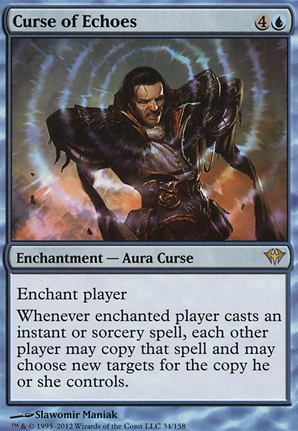 Curse of Echoes 4
Enchantment — Aura Curse
Enchant player
Whenever enchanted player casts an
instant or sorcery spell, each other
player may copy that spell and may
choose new targets for the copy he
or she controls.
Slawomir Maniak
™ & © 1993–2012 Wizards of the Coast LLC 34/158